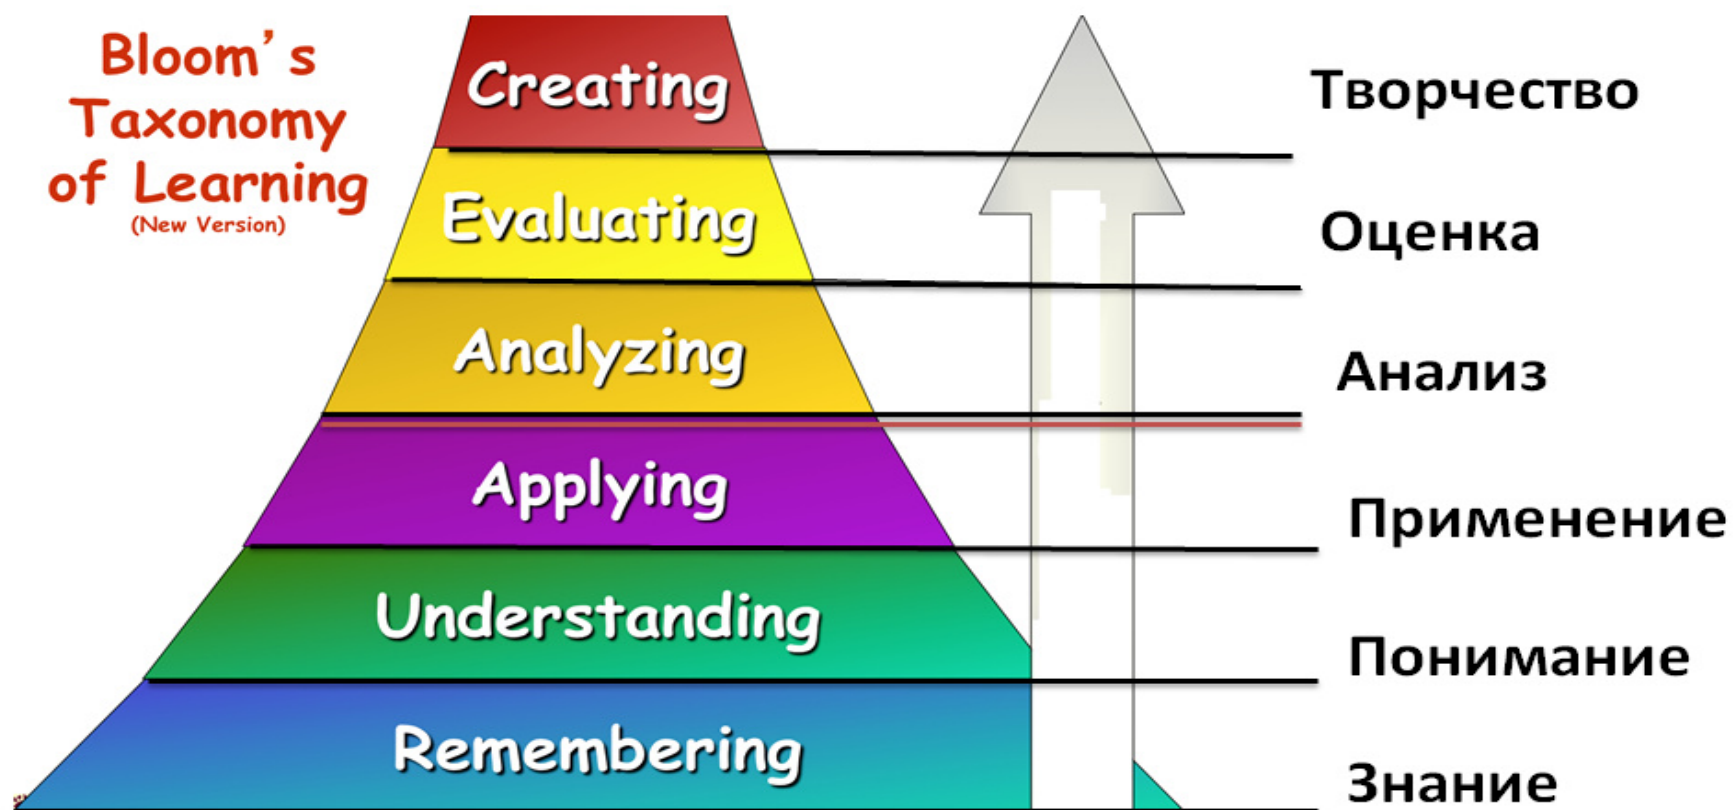 Bloom's
Taxonomy
of Learning
(New Version)
Creating
Творчество
Evaluating
Оценка
Analyzing
Анализ
Applying
Применение
Understanding
Понимание
Remembering
Знание